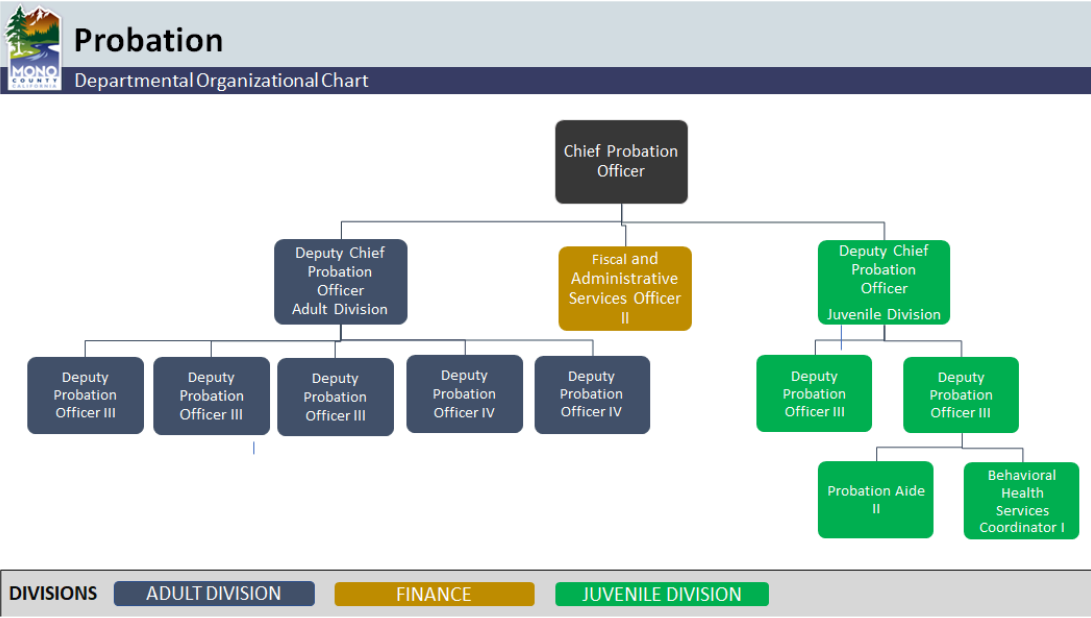 Probation
MONO
COUNTY
CALIFORNIA
Departmental Organizational Chart
Chief Probation
Officer
Deputy Chief
Probation
Officer
Adult Division
Fiscal and
Administrative
Services Officer
II
Deputy Chief
Probation
Officer
Juvenile Division
Deputy
Probation
Officer III
Deputy
Probation
Officer III
Deputy
Probation
Officer III
Deputy
Probation
Officer IV
Deputy
Probation
Officer IV
Deputy
Probation
Officer III
Deputy
Probation
Officer III
Probation Aide
II
Behavioral
Health
Services
Coordinator I
DIVISIONS
ADULT DIVISION
FINANCE
JUVENILE DIVISION